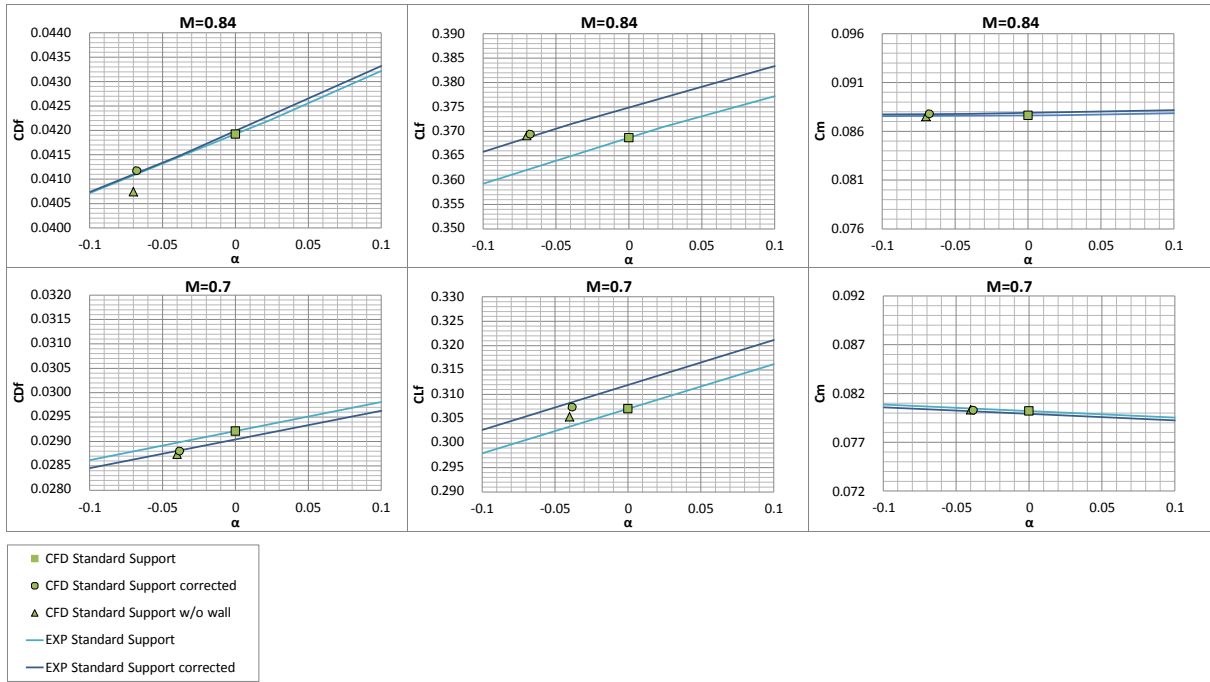 M=0.84
0.0440
0.0435
0.0430
0.0425
0.0420
0.0415
0.0410
0.0405
0.0400
CDf
-0.1 -0.05 0 0.05 0.1
α
M=0.84
0.390
0.385
0.380
0.375
0.370
0.365
0.360
0.355
0.350
CLf
-0.1 -0.05 0 0.05 0.1
α
M=0.84
0.096
0.091
0.086
0.081
0.076
Cm
-0.1 -0.05 0 0.05 0.1
α
M=0.7
0.0320
0.0315
0.0310
0.0305
0.0300
0.0295
0.0290
0.0285
0.0280
CDf
-0.1 -0.05 0 0.05 0.1
α
M=0.7
0.330
0.325
0.320
0.315
0.310
0.305
0.300
0.295
0.290
CLf
-0.1 -0.05 0 0.05 0.1
α
M=0.7
0.092
0.087
0.082
0.077
0.072
Cm
-0.1 -0.05 0 0.05 0.1
α
CFD Standard Support
CFD Standard Support corrected
CFD Standard Support w/o wall
EXP Standard Support
EXP Standard Support corrected